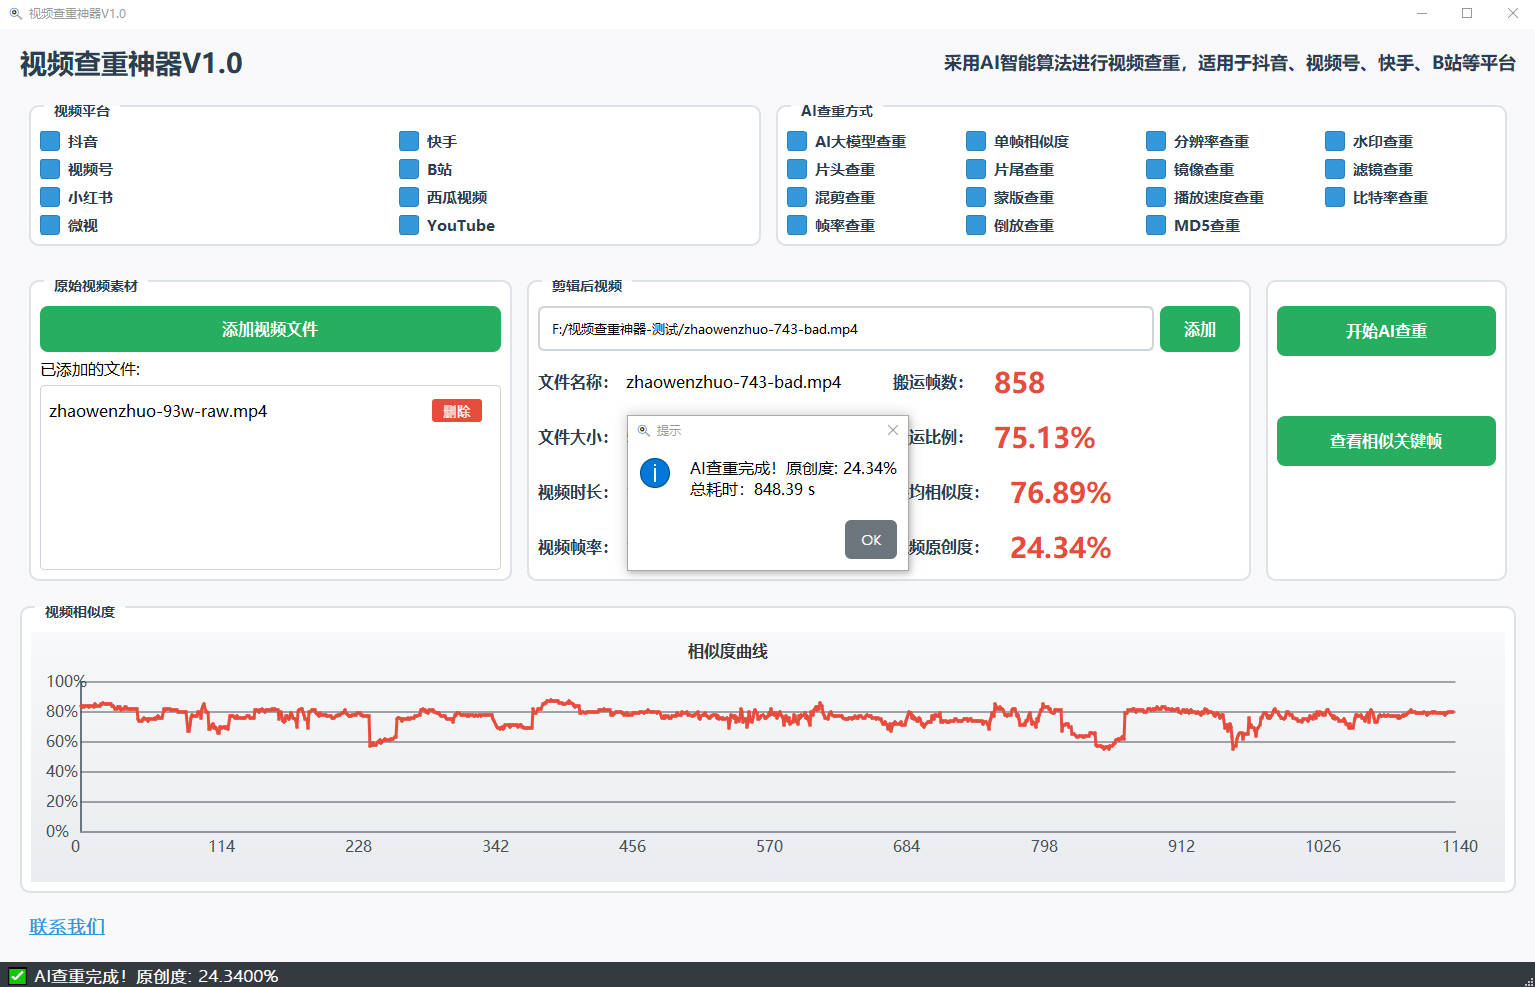 视频查重神器V1.0
视频查重神器V1.0
采用AI智能算法进行视频查重，适用于抖音、视频号、快手、B站等平台
视频平台
抖音
快手
视频号
B站
小红书
西瓜视频
微视
YouTube
AI查重方式
AI大模型查重
单帧相似度
分辨率查重
水印查重
片头查重
片尾查重
镜像查重
滤镜查重
混剪查重
蒙版查重
播放速度查重
比特率查重
帧率查重
倒放查重
MD5查重
原始视频素材
添加视频文件
已添加的文件:
zhaowenzhuo-93w-raw.mp4
删除
剪辑后视频
F:/视频查重神器-测试/zhaowenzhuo-743-bad.mp4
添加
文件名称:
zhaowenzhuo-743-bad.mp4
搬运帧数:
858
文件大小:
运比例:
75.13%
视频时长:
均相似度:
76.89%
视频帧率:
频原创度:
24.34%
提示
AI查重完成！原创度: 24.34%
总耗时：848.39 s
OK
开始AI查重
查看相似关键帧
视频相似度
相似度曲线
100%
80%
60%
40%
20%
0%
0
114
228
342
456
570
684
798
912
1026
1140
联系我们
AI查重完成！原创度: 24.3400%